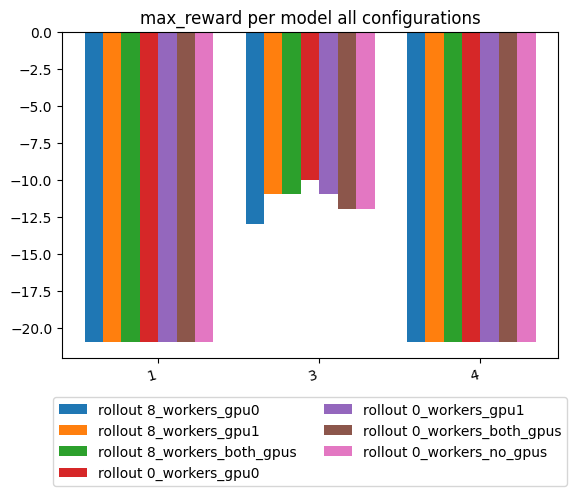 max_reward per model all configurations
0.0
−2.5
−5.0
−7.5
−10.0
−12.5
−15.0
−17.5
−20.0
1 3 4
rollout 8_workers_gpu0
rollout 8_workers_gpu1
rollout 8_workers_both_gpus
rollout 0_workers_gpu0
rollout 0_workers_gpu1
rollout 0_workers_both_gpus
rollout 0_workers_no_gpus